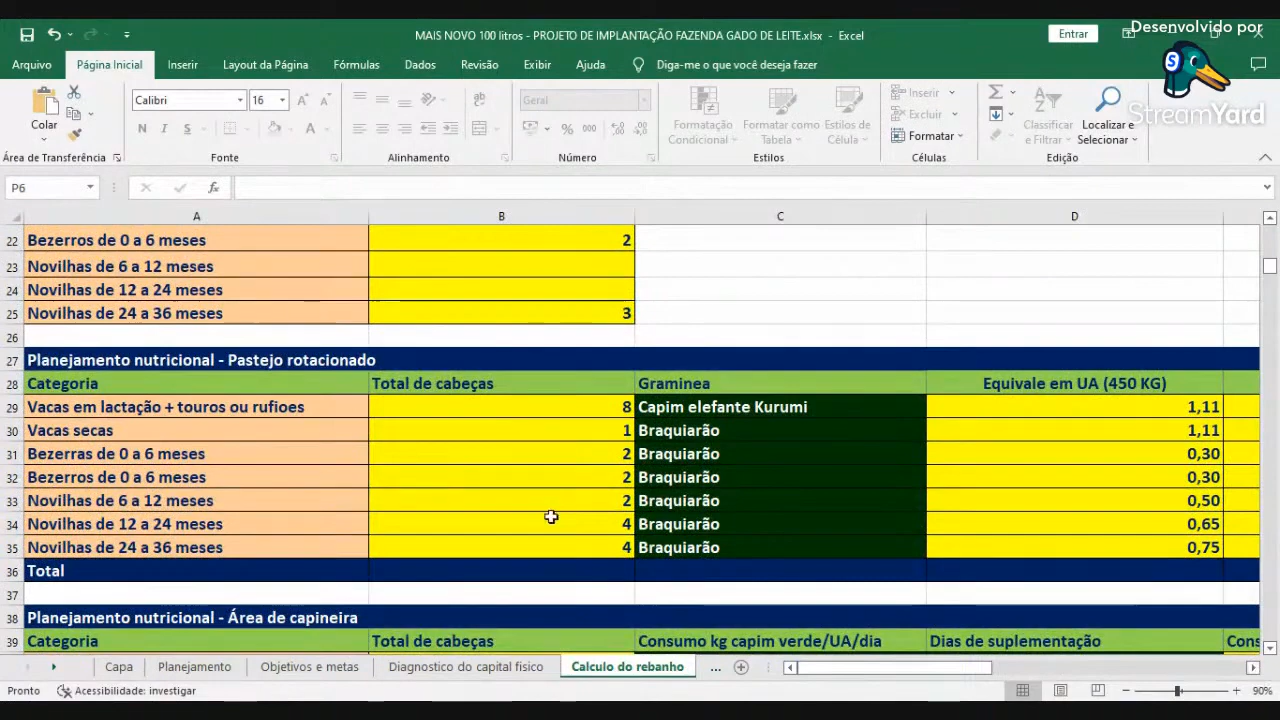 Desenvolvido por
StreamYard
MAIS NOVO 100 litros - PROJETO DE IMPLANTAÇÃO FAZENDA GADO DE LEITE.xlsx - Excel
Entrar
Arquivo Página Inicial Inserir Layout da Página Fórmulas Dados Revisão Exibir Ajuda Diga-me o que você deseja fazer
Colar
Calibri 16
N I S
Geral
% 000
Formatação Condicional
Formatar como Tabela
Estilos de Célula
Inserir
Excluir
Formatar
Classificar e Filtrar
Localizar e Selecionar
Área de Transferência Fonte Alinhamento Número Estilos Células Edição
P6 fx
A B C D
22 Bezerros de 0 a 6 meses 2
23 Novilhas de 6 a 12 meses
24 Novilhas de 12 a 24 meses
25 Novilhas de 24 a 36 meses 3
26
27 Planejamento nutricional - Pastejo rotacionado
28 Categoria Total de cabeças Graminea Equivale em UA (450 KG)
29 Vacas em lactação + touros ou rufioes 8 Capim elefante Kurumi 1,11
30 Vacas secas 1 Braquiarão 1,11
31 Bezerras de 0 a 6 meses 2 Braquiarão 0,30
32 Bezerros de 0 a 6 meses 2 Braquiarão 0,30
33 Novilhas de 6 a 12 meses 2 Braquiarão 0,50
34 Novilhas de 12 a 24 meses 4 Braquiarão 0,65
35 Novilhas de 24 a 36 meses 4 Braquiarão 0,75
36 Total
37
38 Planejamento nutricional - Área de capineira
39 Categoria Total de cabeças Consumo kg capim verde/UA/dia Dias de suplementação Cons
Capa Planejamento Objetivos e metas Diagnostico do capital fisico Calculo do rebanho ...
Pronto Acessibilidade: investigar 90%